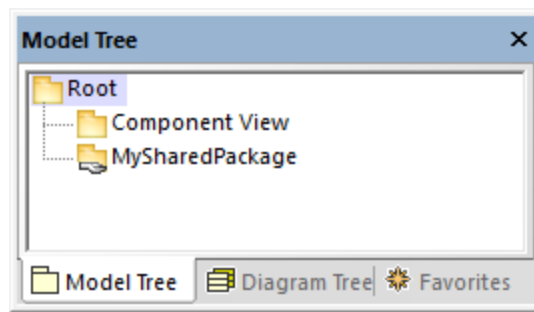 Model Tree
Root
Component View
MySharedPackage
Model Tree Diagram Tree Favorites